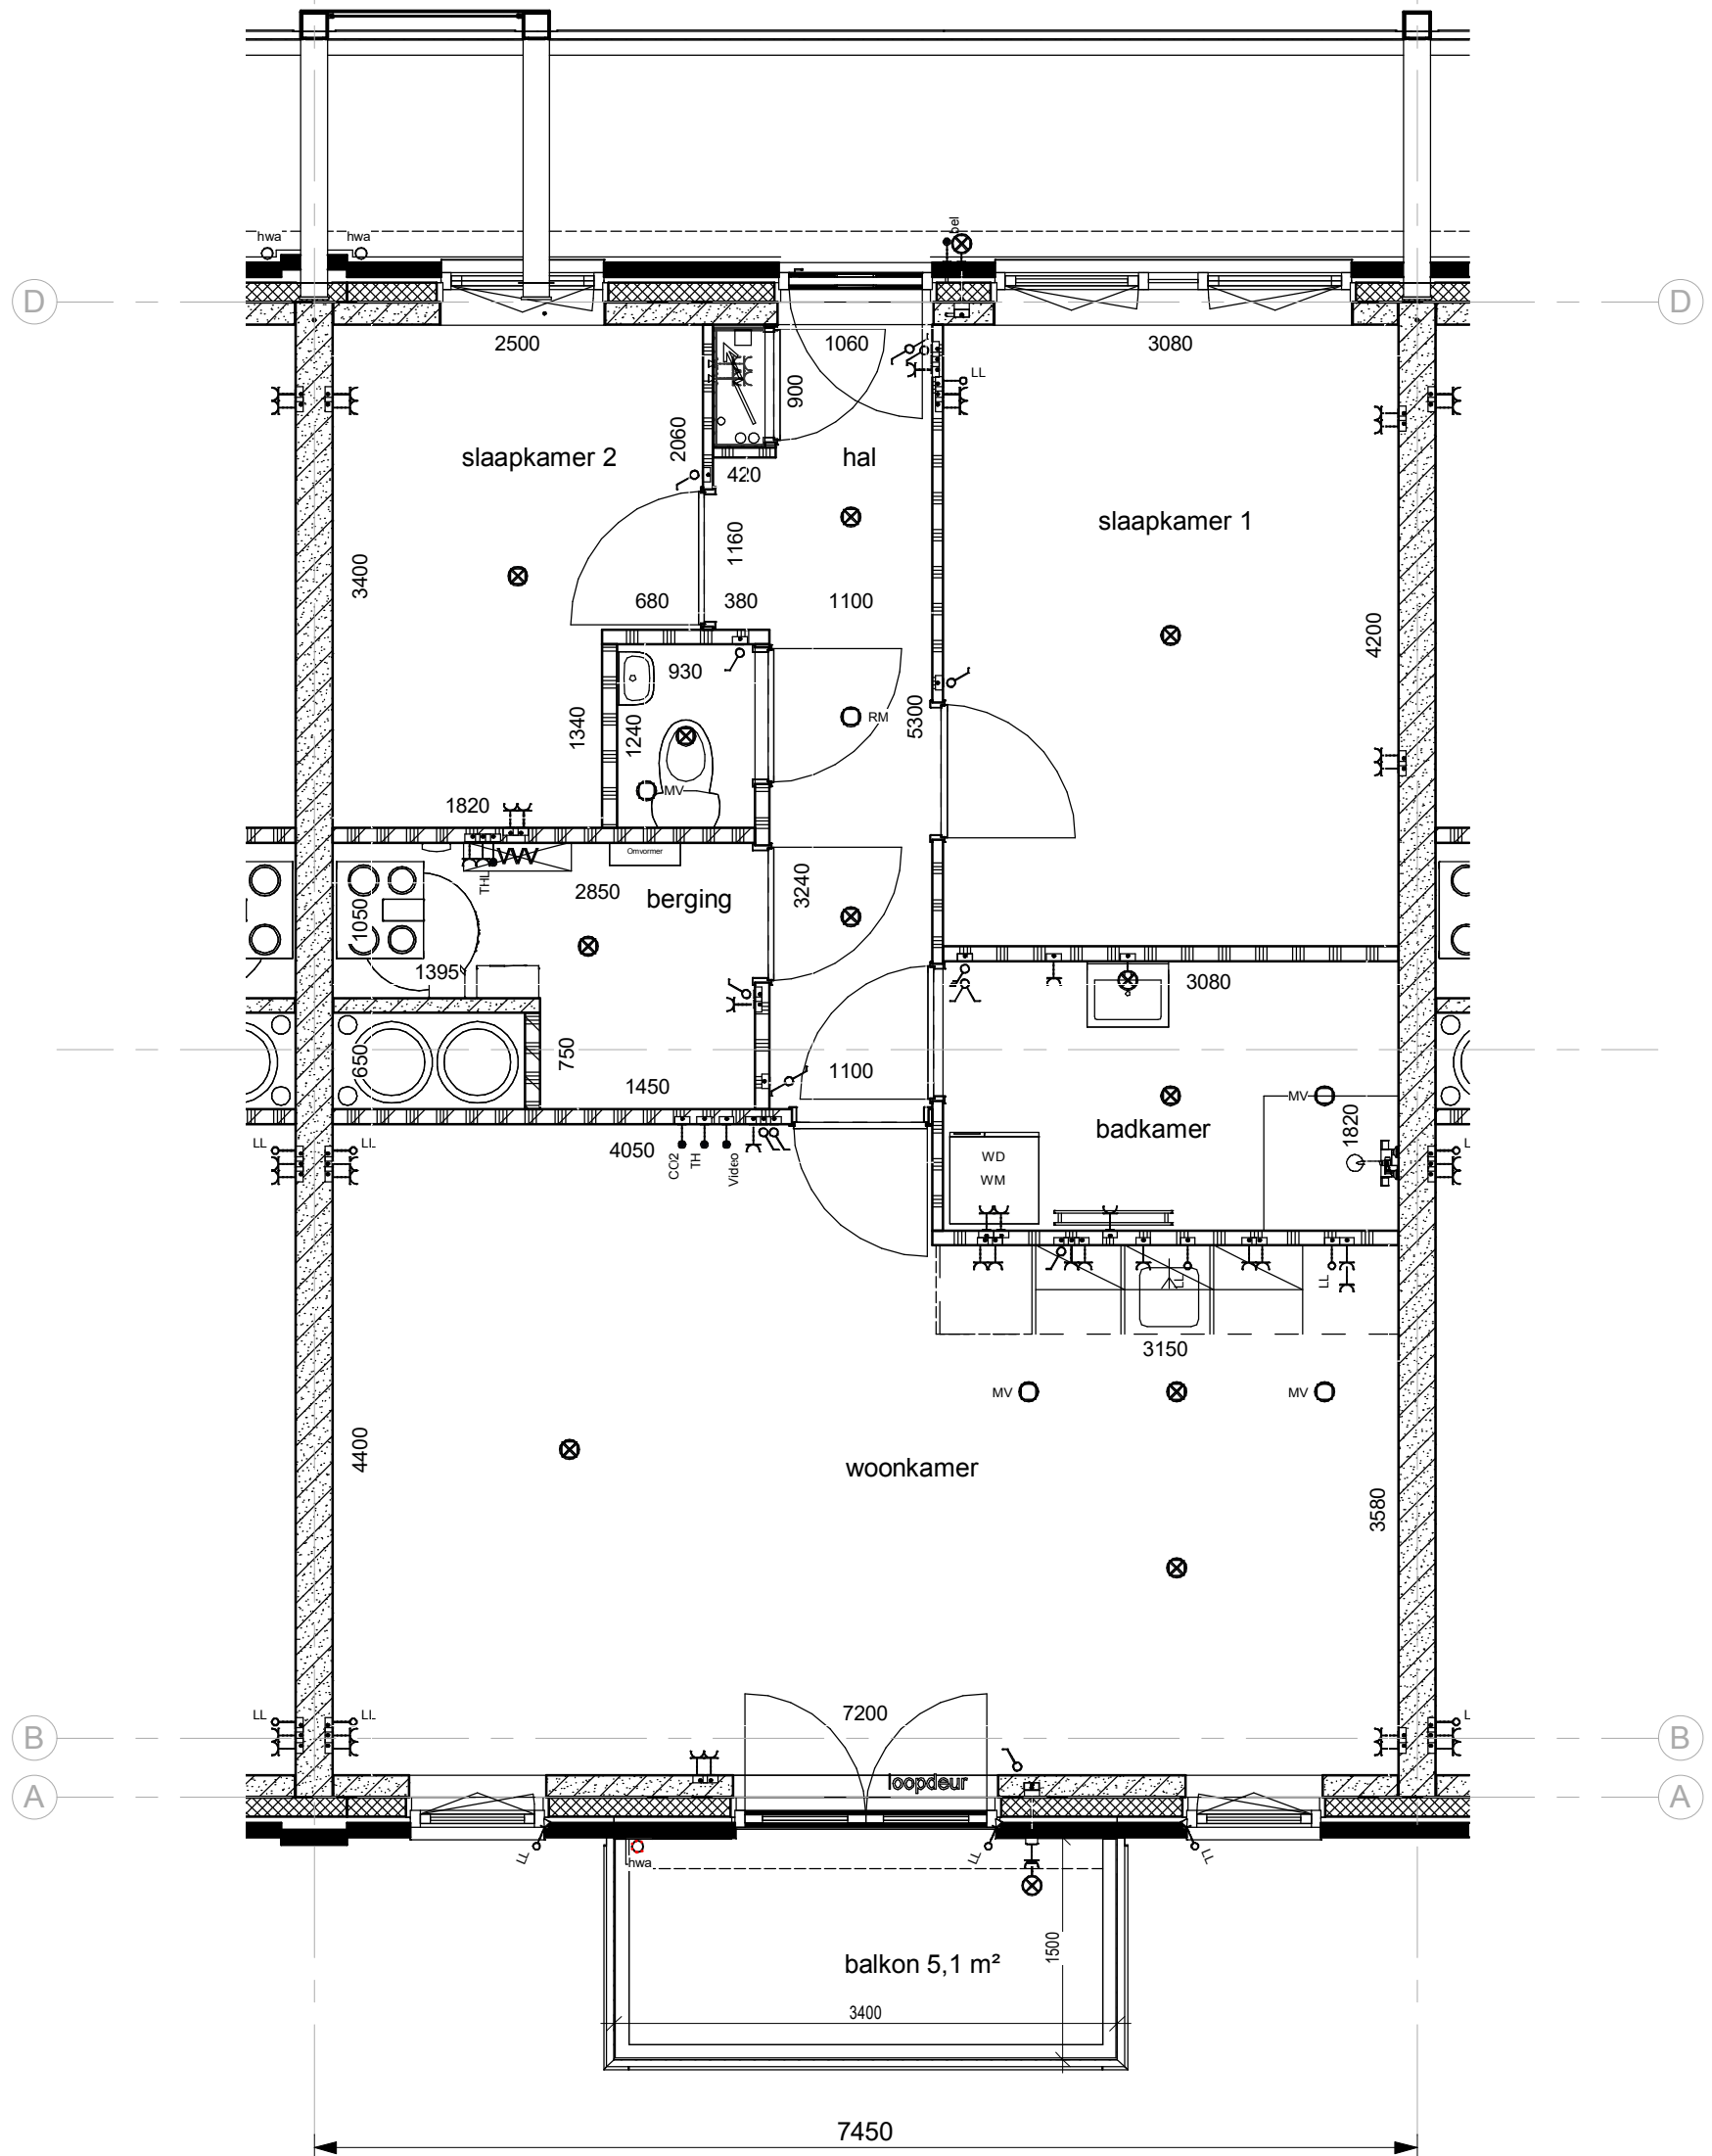 hwa
hwa
bel
D
D
2500
1060
3080
900
LL
2060
slaapkamer 2
420
hal
slaapkamer 1
1160
3400
680
380
1100
4200
930
RM
5300
1340
1240
MV
1820
THL
Omvormer
2850
berging
3240
1050
1395
3080
650
750
1450
1100
MV
badkamer
1820
LL
LL
4050
CO2
TH
Video
WD
WM
L
LL
LL
3150
MV
MV
4400
woonkamer
3580
LL
LL
7200
L
B
B
loopdeur
A
A
LL
hwa
LL
LL
balkon 5,1 m²
1500
3400
7450